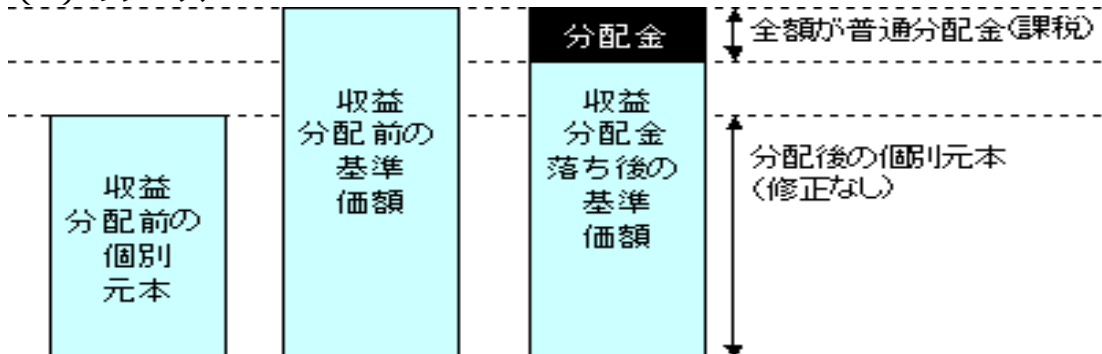 分配金
全額が普通分配金(課税)
収益
分配前の
基準
価額
収益
分配金
落ち後の
基準
価額
収益
分配前の
個別
元本
分配後の個別元本
(修正なし)